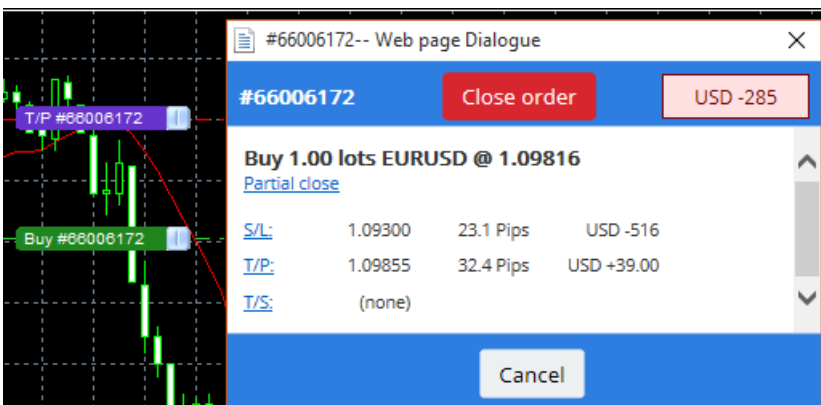 #66006172-- Web page Dialogue
#66006172 Close order USD -285
T/P #66006172
Buy 1.00 lots EURUSD @ 1.09816
Partial close
Buy #66006172
S/L: 1.09300 23.1 Pips USD -516
T/P: 1.09855 32.4 Pips USD +39.00
T/S: (none)
Cancel